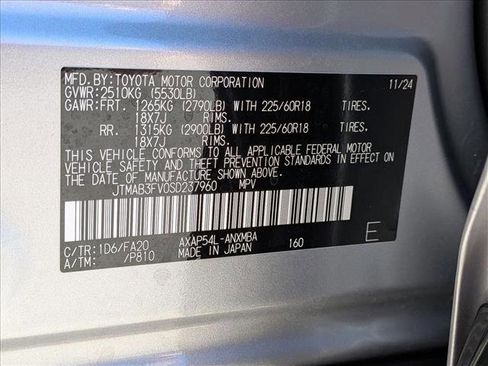 MFD. BY: TOYOTA MOTOR CORPORATION 11/24
GVWR: 2510KG (5530LB)
GAWR: FRT. 1265KG (2790LB) WITH 225/60R18 TIRES.
18X7J RIMS
RR. 1315KG (2900LB) WITH 225/60R18 TIRES.
18X7J RIMS
THIS VEHICLE CONFORMS TO ALL APPLICABLE FEDERAL MOTOR
VEHICLE SAFETY AND THEFT PREVENTION STANDARDS IN EFFECT ON
THE DATE OF MANUFACTURE SHOWN ABOVE.
JTMAB3FV0SD237960 MPV
C/TR: 1D6/FA20 AXAP54L-ANXMBA 160 E
A/TM: /P810 MADE IN JAPAN